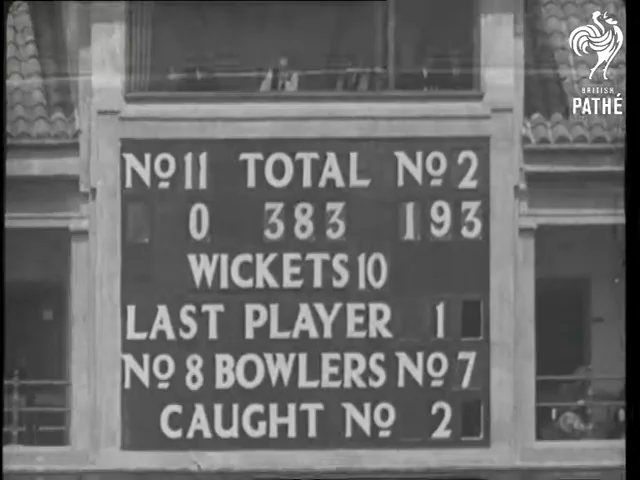 BRITISH
PATHÉ
Nº 11 TOTAL Nº 2
0 383 193
WICKETS 10
LAST PLAYER 1
Nº 8 BOWLERS Nº 7
CAUGHT Nº 2